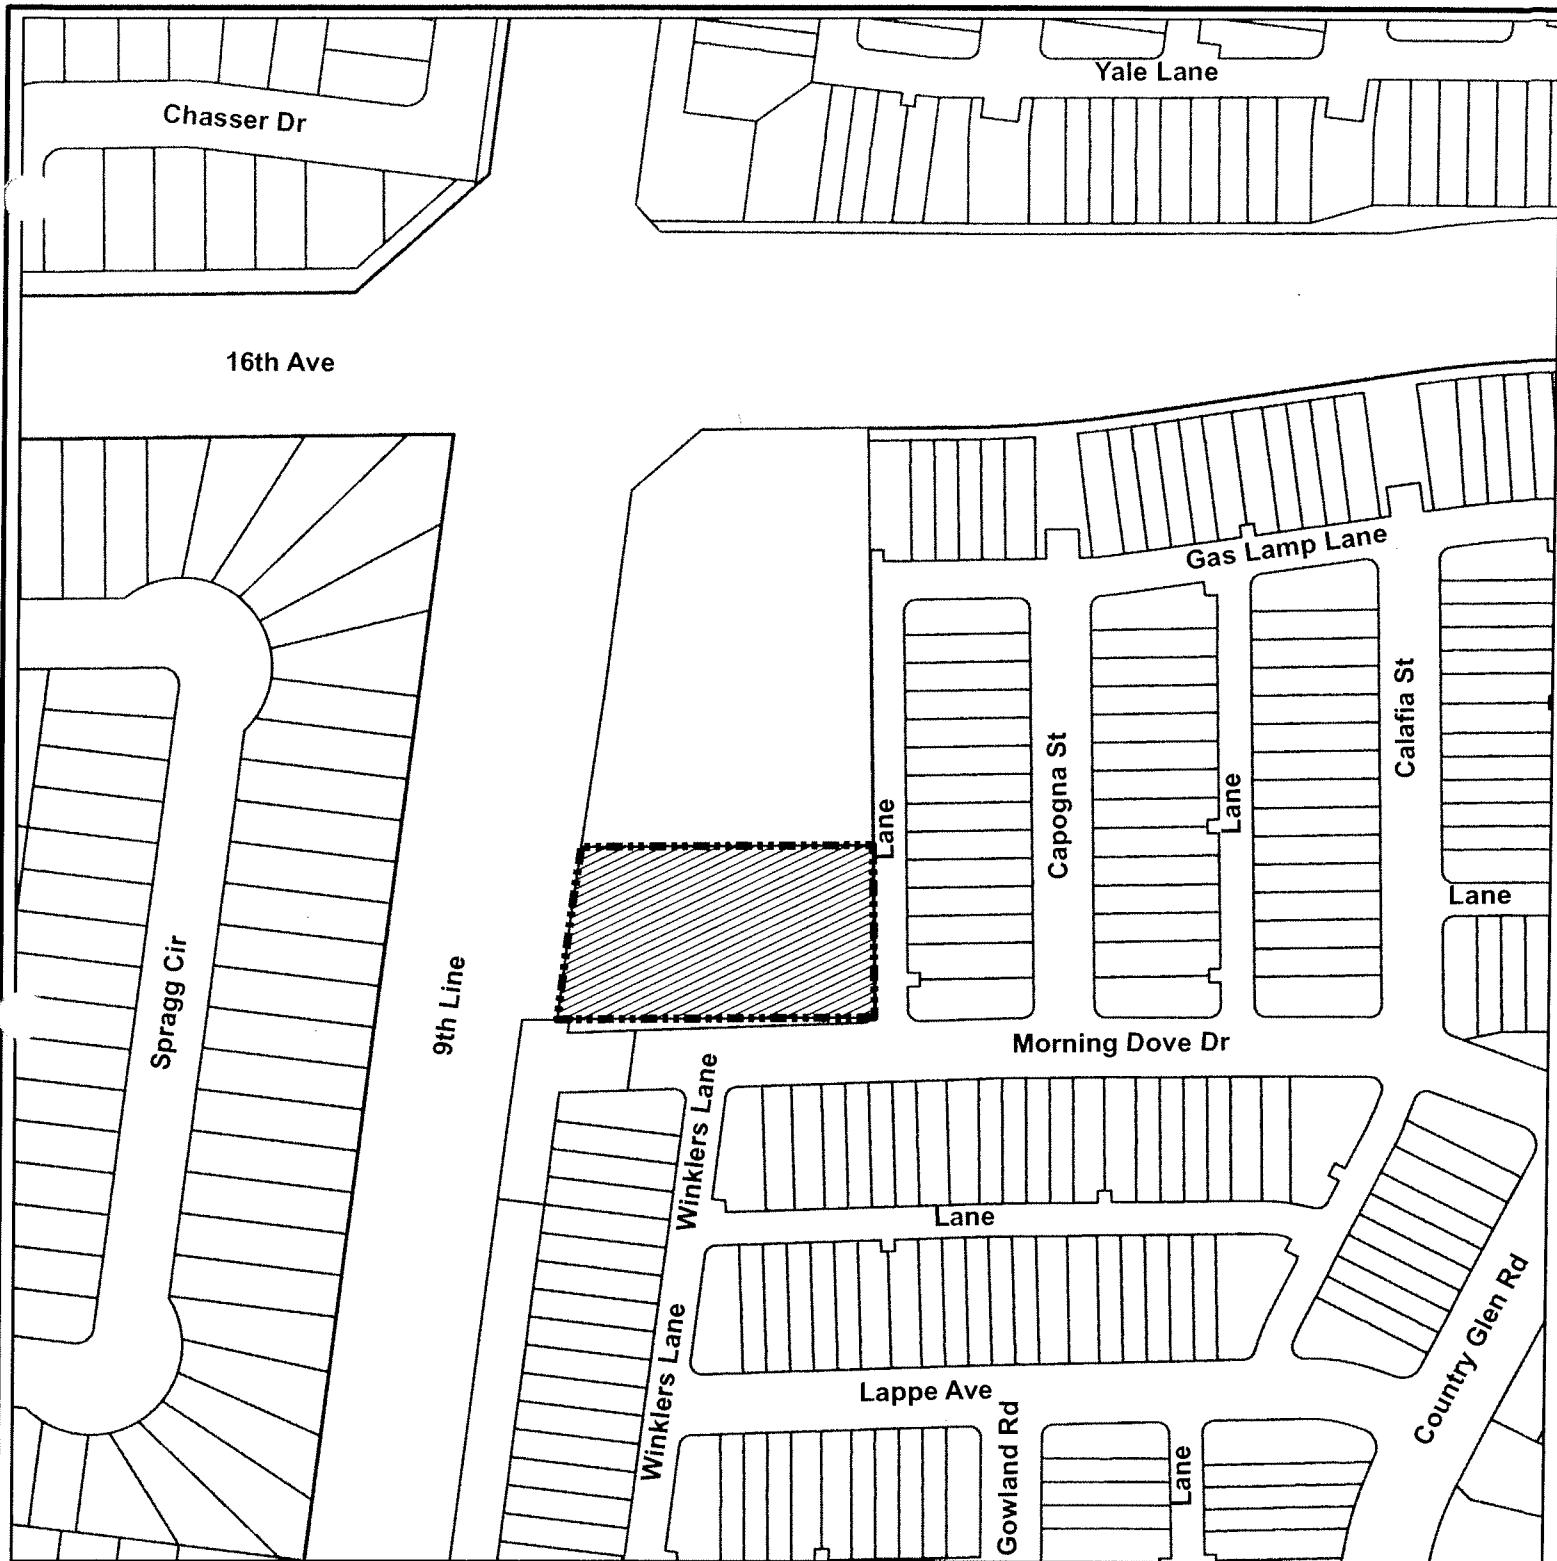 Yale Lane
Chasser Dr
16th Ave
Gas Lamp Lane
Calafia St
Capogna St
Lane
Lane
Lane
Spragg Cir
9th Line
Morning Dove Dr
Winklers Lane
Lane
Country Glen Rd
Winklers Lane
Lappe Ave
Gowland Rd
Lane